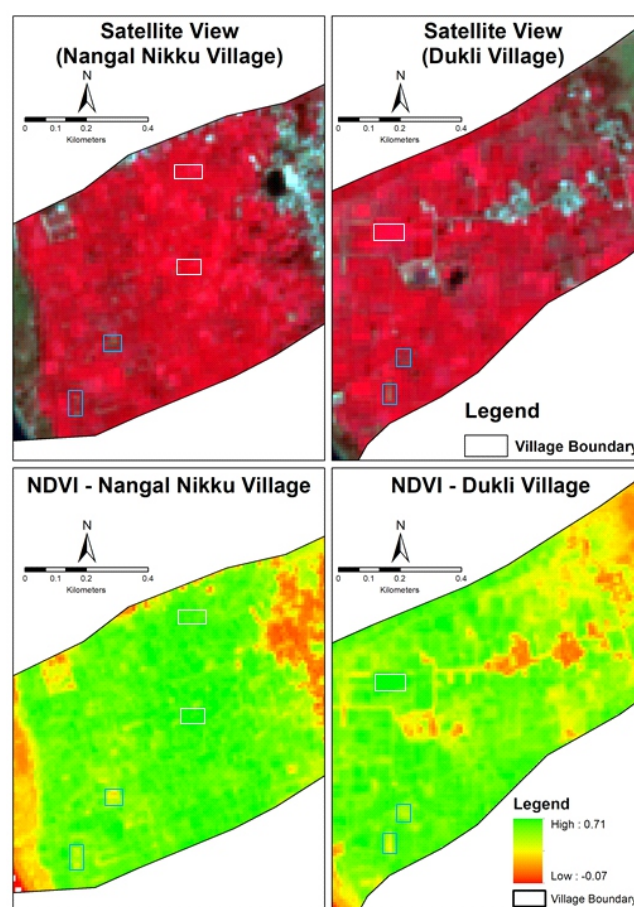 Satellite View
(Nangal Nikku Village)
N
0 0.1 0.2 0.4
Kilometers
Satellite View
(Dukli Village)
N
0 0.1 0.2 0.4
Kilometers
Legend
Village Boundary
NDVI - Nangal Nikku Village
N
0 0.1 0.2 0.4
Kilometers
NDVI - Dukli Village
N
0 0.1 0.2 0.4
Kilometers
Legend
High : 0.71
Low : -0.07
Village Boundary